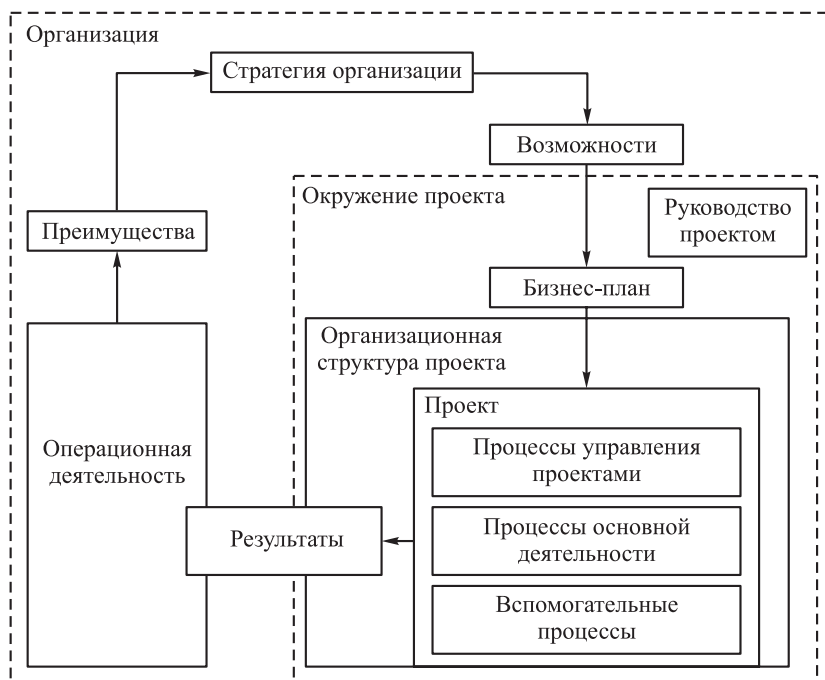 Организация
Стратегия организации
Возможности
Окружение проекта
Руководство
проектом
Преимущества
Бизнес-план
Организационная
структура проекта
Проект
Процессы управления
проектами
Операционная
деятельность
Результаты
Процессы основной
деятельности
Вспомогательные
процессы